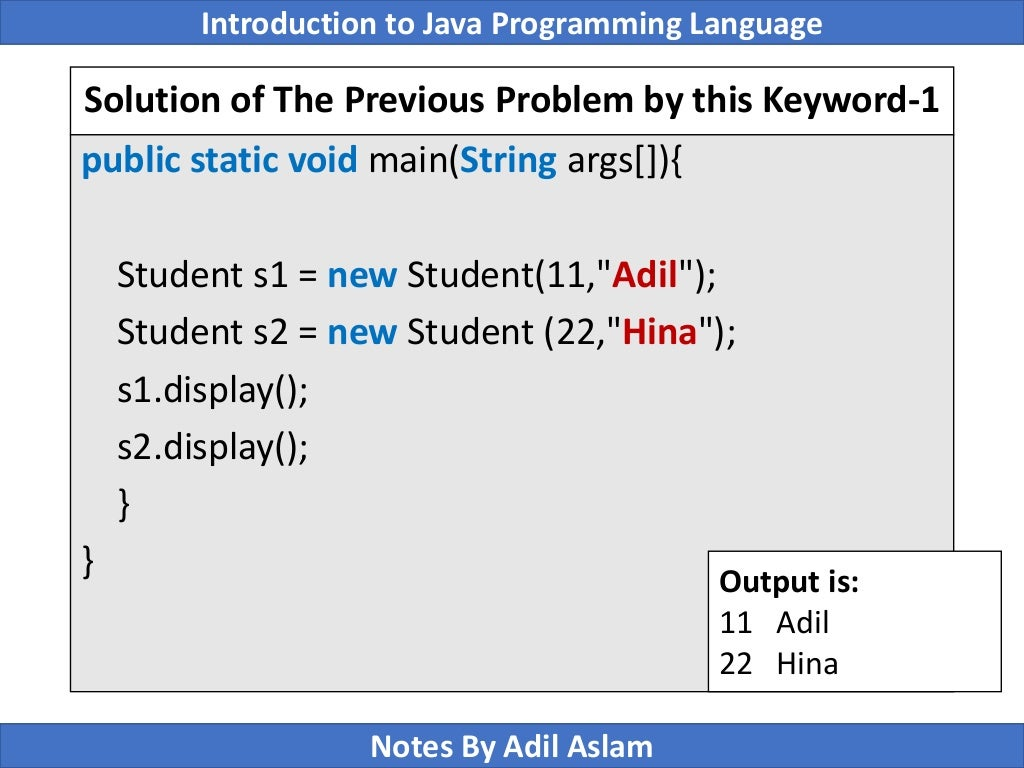 Introduction to Java Programming Language
Solution of The Previous Problem by this Keyword-1
public static void main(String args[]){
Student s1 = new Student(11,"Adil");
Student s2 = new Student (22,"Hina");
s1.display();
s2.display();
}
}
Output is:
11 Adil
22 Hina
Notes By Adil Aslam